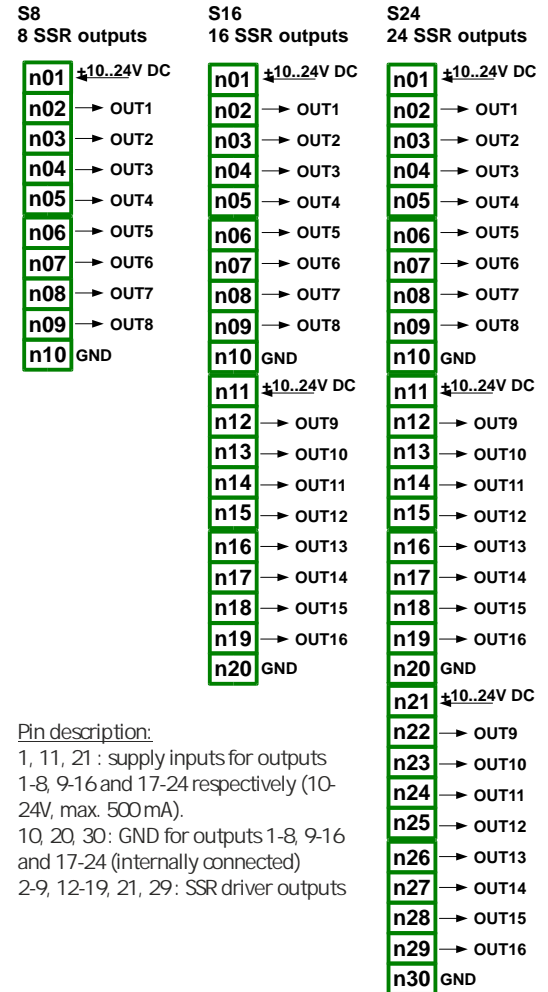 S8
8 SSR outputs
n01 +10..24V DC
n02 OUT1
n03 OUT2
n04 OUT3
n05 OUT4
n06 OUT5
n07 OUT6
n08 OUT7
n09 OUT8
n10 GND
S16
16 SSR outputs
n01 +10..24V DC
n02 OUT1
n03 OUT2
n04 OUT3
n05 OUT4
n06 OUT5
n07 OUT6
n08 OUT7
n09 OUT8
n10 GND
n11 +10..24V DC
n12 OUT9
n13 OUT10
n14 OUT11
n15 OUT12
n16 OUT13
n17 OUT14
n18 OUT15
n19 OUT16
n20 GND
S24
24 SSR outputs
n01 +10..24V DC
n02 OUT1
n03 OUT2
n04 OUT3
n05 OUT4
n06 OUT5
n07 OUT6
n08 OUT7
n09 OUT8
n10 GND
n11 +10..24V DC
n12 OUT9
n13 OUT10
n14 OUT11
n15 OUT12
n16 OUT13
n17 OUT14
n18 OUT15
n19 OUT16
n20 GND
n21 +10..24V DC
n22 OUT9
n23 OUT10
n24 OUT11
n25 OUT12
n26 OUT13
n27 OUT14
n28 OUT15
n29 OUT16
n30 GND
Pin description:
1, 11, 21 : supply inputs for outputs
1-8, 9-16 and 17-24 respectively (10-
24V, max. 500 mA).
10, 20, 30 : GND for outputs 1-8, 9-16
and 17-24 (internally connected)
2-9, 12-19, 21, 29 : SSR driver outputs